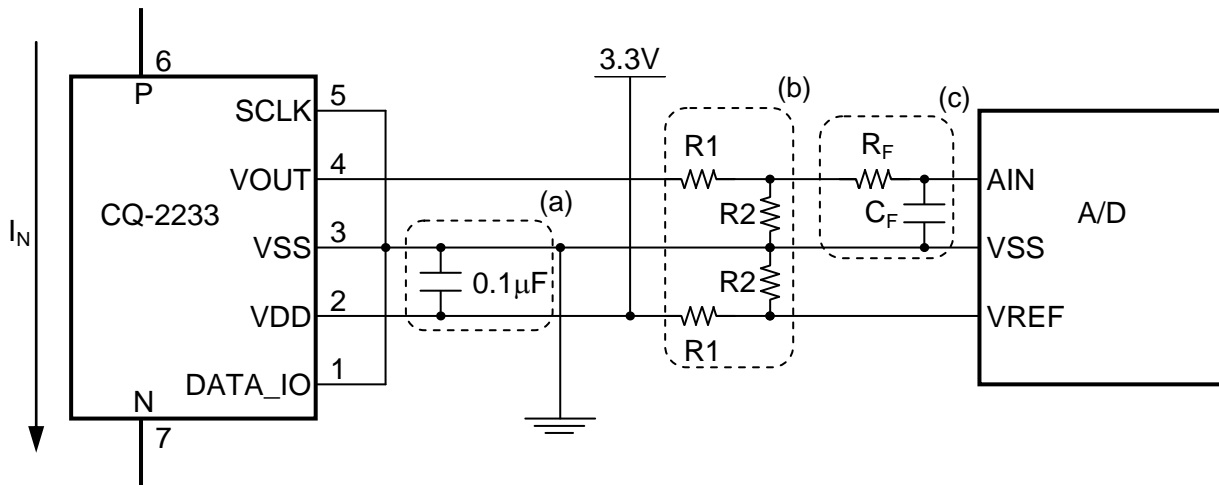 6
P
SCLK
5
VOUT
4
CQ-2233
I_N
VSS
3
VDD
2
DATA_IO
1
N
7
(a)
0.1μF
3.3V
(b)
R1
R2
R2
R1
(c)
R_F
C_F
AIN
A/D
VSS
VREF